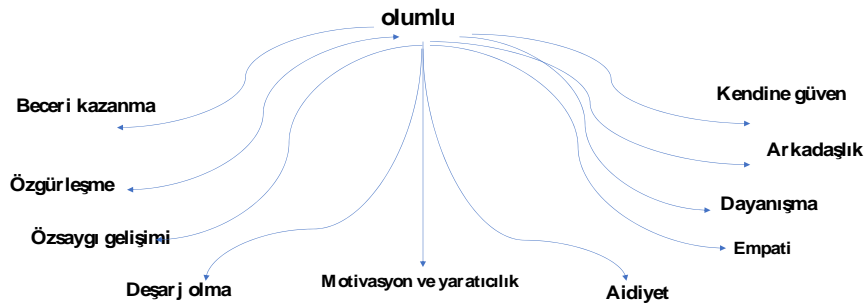 olumlu
Beceri kazanma
Kendine güven
Arkadaşlık
Özgürleşme
Dayanışma
Özsaygı gelişimi
Empati
Deşarj olma
Motivasyon ve yaratıcılık
Aidiyet